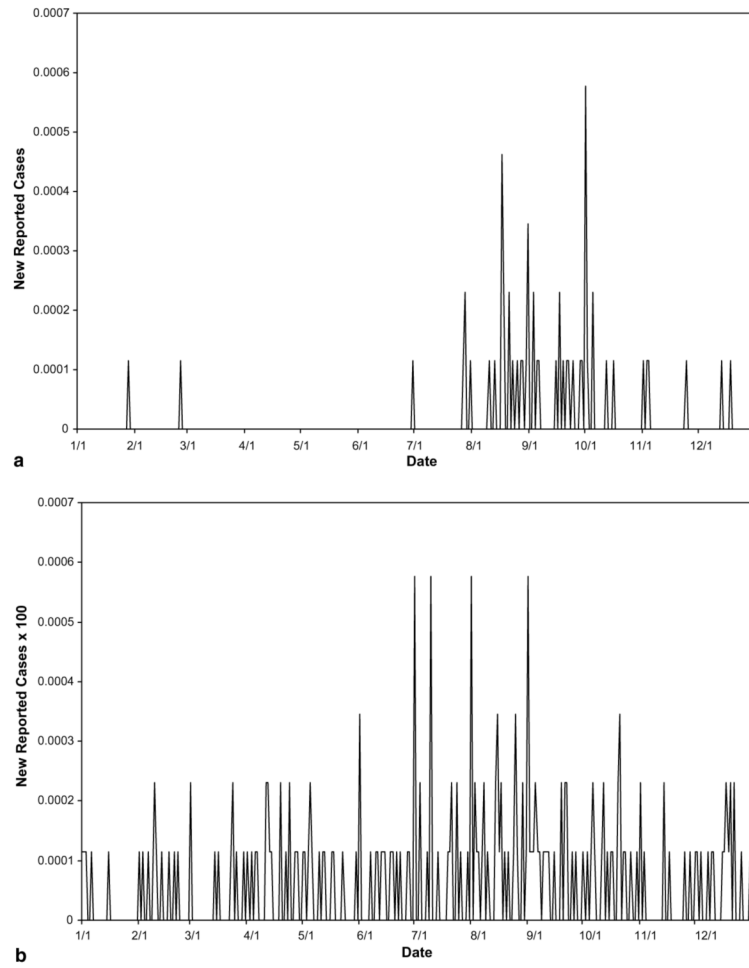 0.0007
0.0006
0.0005
0.0004
0.0003
0.0002
0.0001
0
New Reported Cases
1/1 2/1 3/1 4/1 5/1 6/1 7/1 8/1 9/1 10/1 11/1 12/1
Date
a
0.0007
0.0006
0.0005
0.0004
0.0003
0.0002
0.0001
0
New Reported Cases x 100
1/1 2/1 3/1 4/1 5/1 6/1 7/1 8/1 9/1 10/1 11/1 12/1
Date
b